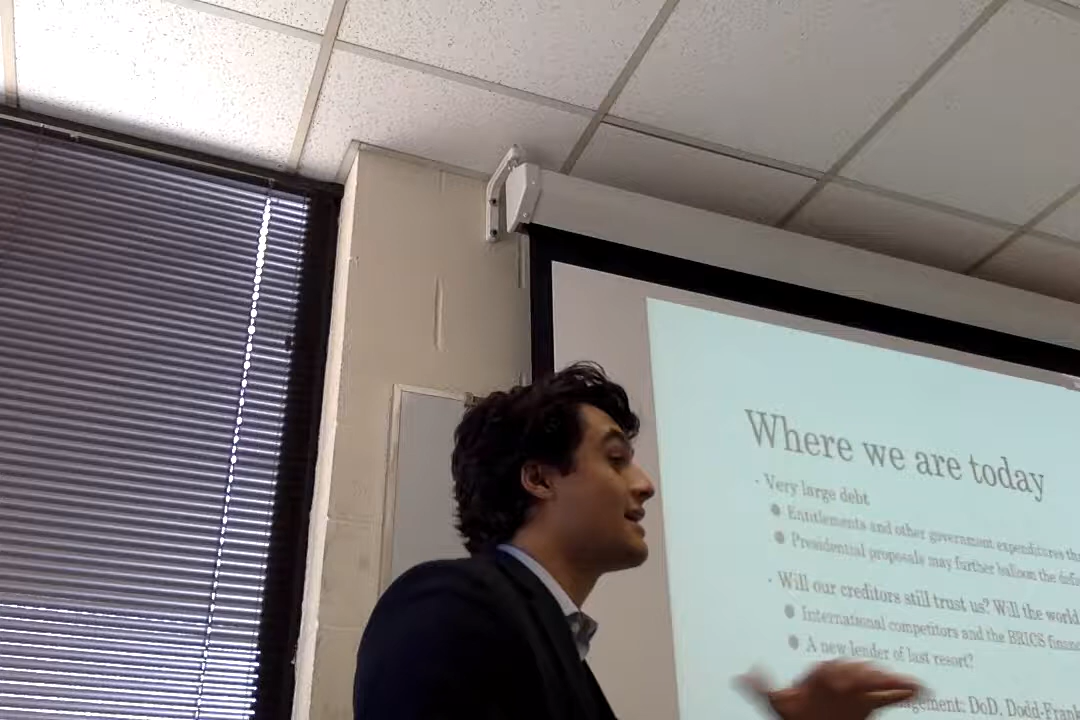 Where we are today
- Very large debt
● Entitlements and other government expenditures
● Presidential proposals may further balloon the
- Will our creditors still trust us? Will the world
● International competitors and the BRICS
● A new lender of last resort?
DoD, Dodd-Frank